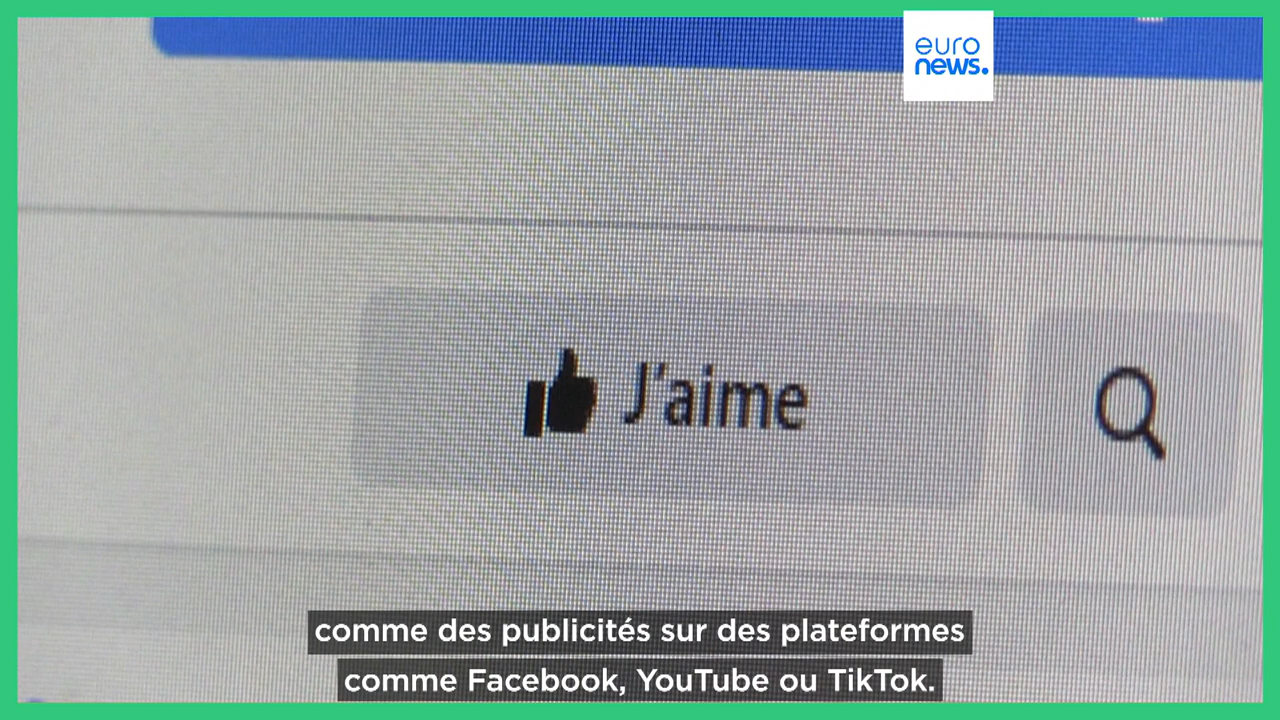 euro
news.
J'aime
comme des publicités sur des plateformes
comme Facebook, YouTube ou TikTok.